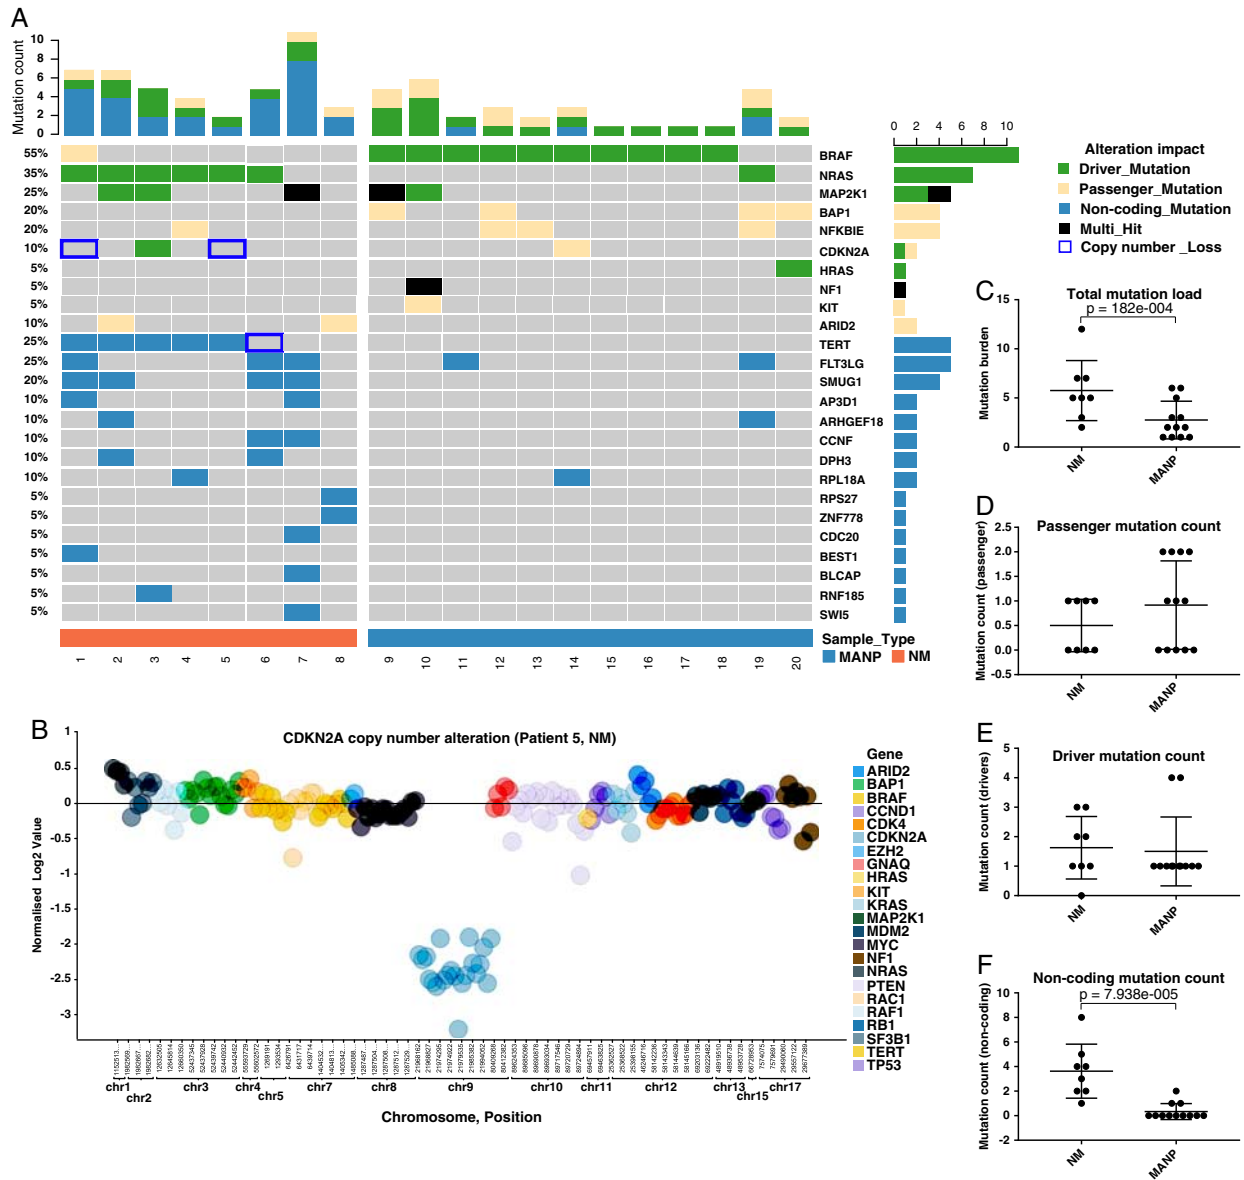 A
Mutation count
10
8
6
4
2
0
0 2 4 6 8 10
55% BRAF
35% NRAS
25% MAP2K1
20% BAP1
20% NFKBIE
10% CDKN2A
5% HRAS
5% NF1
5% KIT
10% ARID2
25% TERT
25% FLT3LG
20% SMUG1
10% AP3D1
10% ARHGEF18
10% CCNF
10% DPH3
10% RPL18A
5% RPS27
5% ZNF778
5% CDC20
5% BEST1
5% BLCAP
5% RNF185
5% SWI5
1 2 3 4 5 6 7 8 9 10 11 12 13 14 15 16 17 18 19 20
Sample_Type
MANP NM
Alteration impact
Driver_Mutation
Passenger_Mutation
Non-coding_Mutation
Multi_Hit
Copy number _Loss
C
Total mutation load
p = 182e-004
Mutation burden
15
10
5
0
NM MANP
D
Passenger mutation count
Mutation count (passenger)
2.5
2.0
1.5
1.0
0.5
0.0
-0.5
NM MANP
B
CDKN2A copy number alteration (Patient 5, NM)
Normalised Log2 Value
1
0.5
0
-0.5
-1
-1.5
-2
-2.5
-3
Gene
ARID2
BAP1
BRAF
CCND1
CDK4
CDKN2A
EZH2
GNAQ
HRAS
KIT
KRAS
MAP2K1
MDM2
MYC
NF1
NRAS
PTEN
RAC1
RAF1
RB1
SF3B1
TERT
TP53
chr1 chr2 chr3 chr4 chr5 chr7 chr8 chr9 chr10 chr11 chr12 chr13 chr15 chr17
Chromosome, Position
E
Driver mutation count
Mutation count (drivers)
5
4
3
2
1
0
NM MANP
F
Non-coding mutation count
p = 7.938e-005
Mutation count (non-coding)
10
8
6
4
2
0
-2
NM MANP